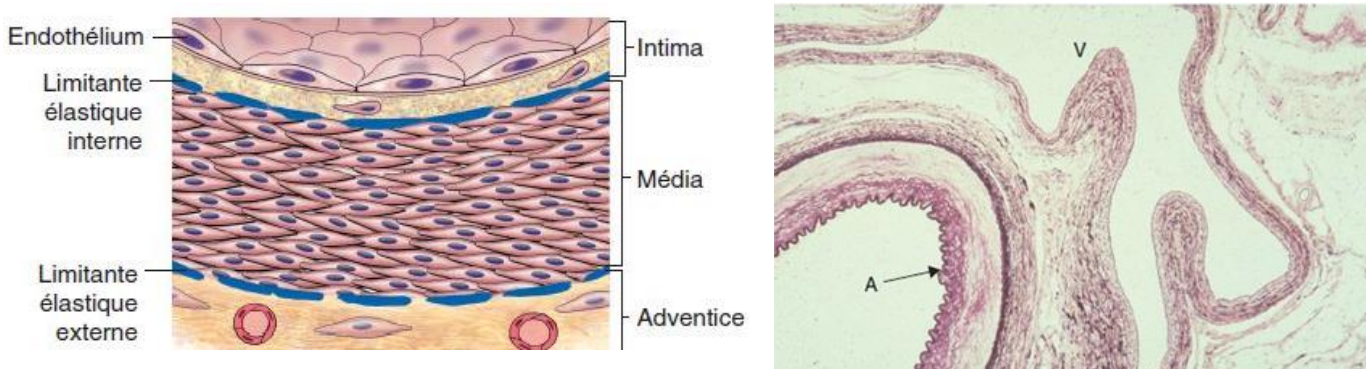 Endothélium
Limitante
élastique
interne
Limitante
élastique
externe
Intima
Média
Adventice
V
A